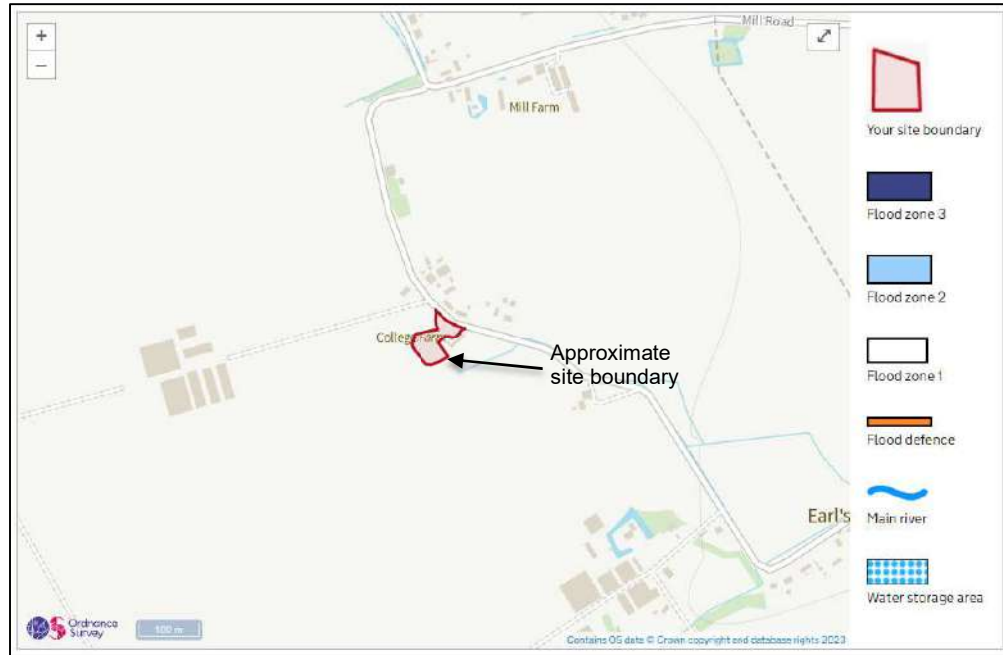 +
−
Mill Road
Mill Farm
College Farm
Approximate
site boundary
Earl's
Ordnance
Survey
100 m
Contains OS data © Crown copyright and database rights 2023
Your site boundary
Flood zone 3
Flood zone 2
Flood zone 1
Flood defence
Main river
Water storage area